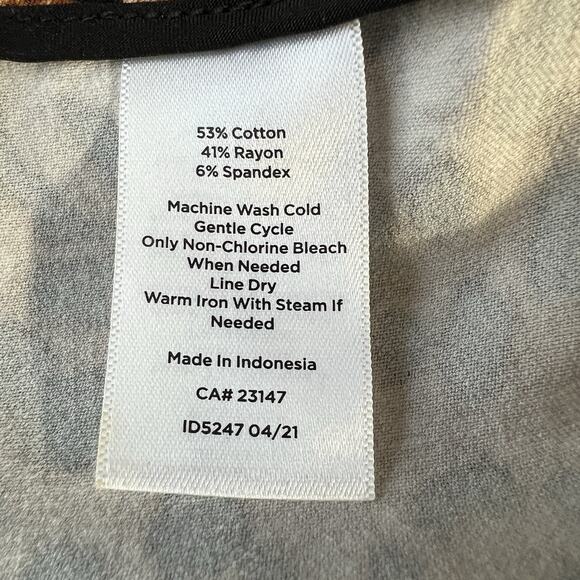 53% Cotton
41% Rayon
6% Spandex
Machine Wash Cold
Gentle Cycle
Only Non-Chlorine Bleach
When Needed
Line Dry
Warm Iron With Steam If
Needed
Made In Indonesia
CA# 23147
ID5247 04/21